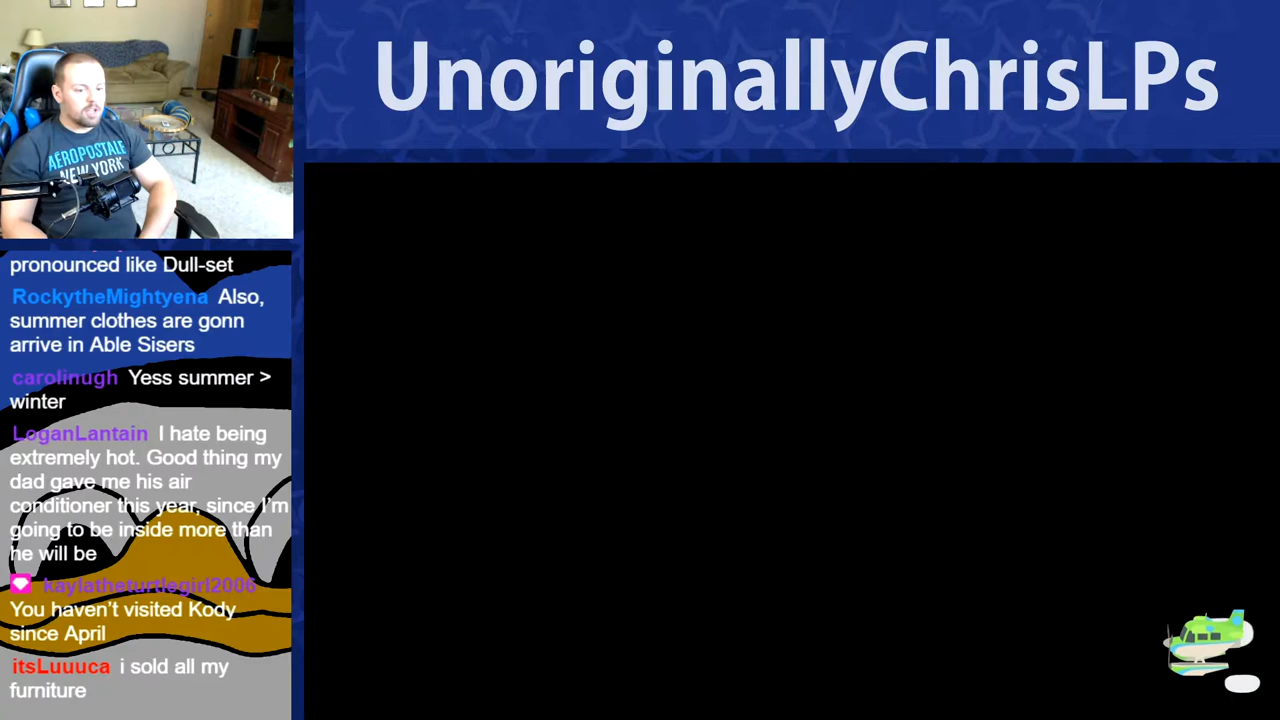 UnoriginallyChrisLPs
AÉROPOSTALE
NEW YORK
pronounced like Dull-set
RockytheMightyena Also,
summer clothes are gonn
arrive in Able Sisers
carolinugh Yess summer >
winter
LoganLantain I hate being
extremely hot. Good thing my
dad gave me his air
conditioner this year, since I'm
going to be inside more than
he will be
kaylatheturtlegirl2006
You haven't visited Kody
since April
itsLuuuca i sold all my
furniture